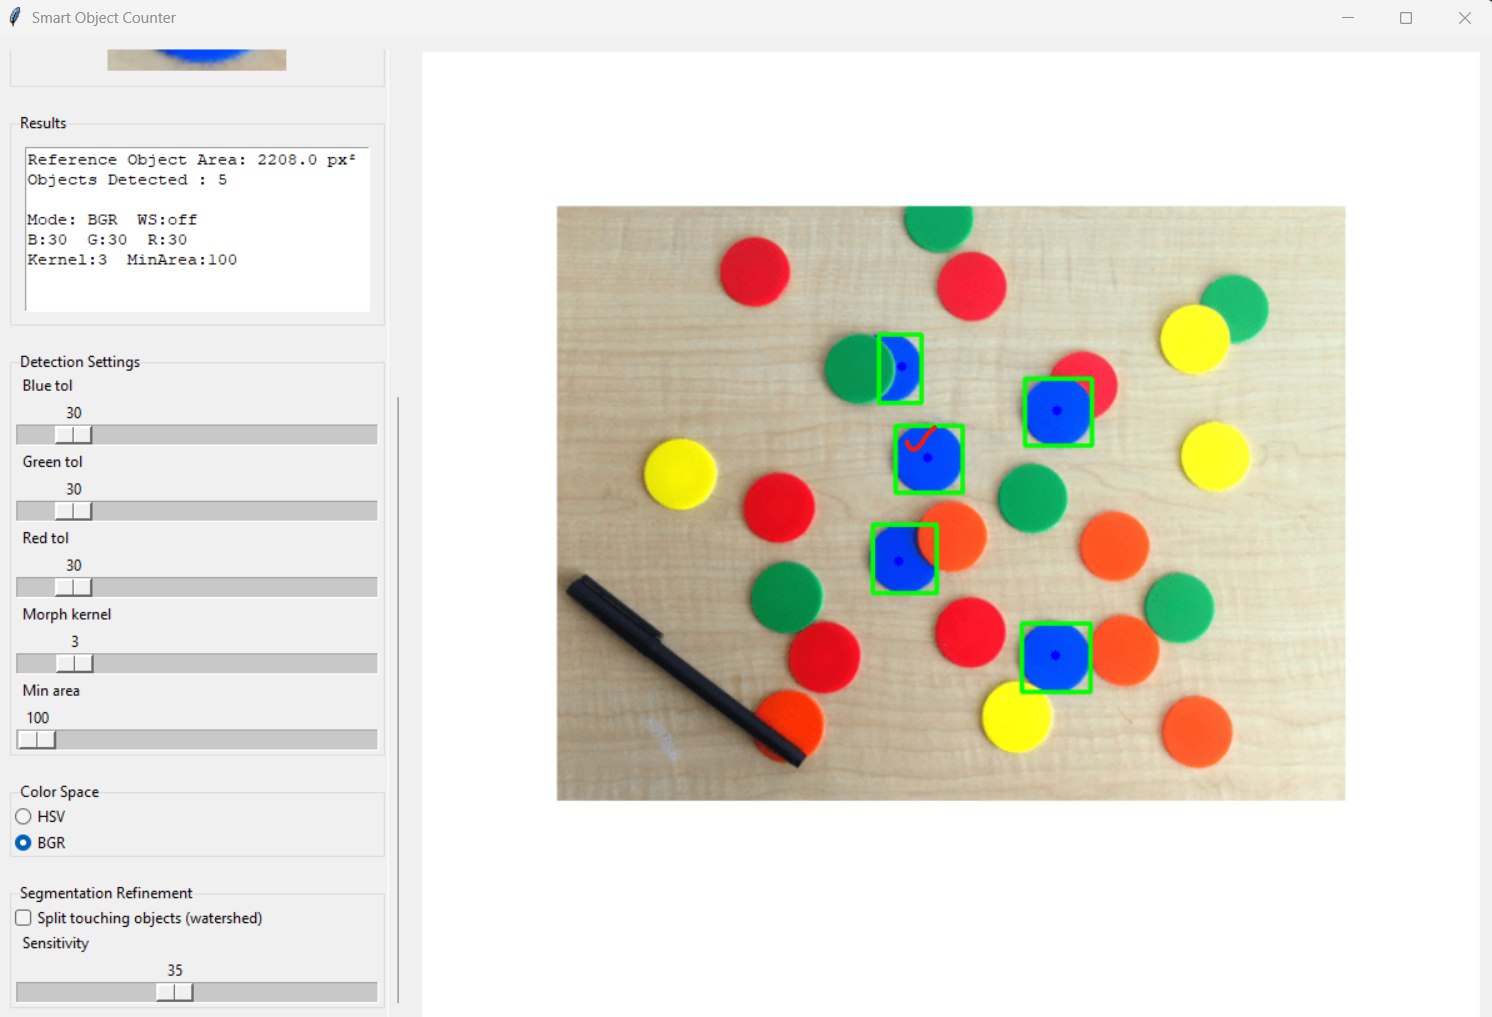 Smart Object Counter
Results
Reference Object Area: 2208.0 px²
Objects Detected : 5
Mode: BGR  WS:off
B:30  G:30  R:30
Kernel:3  MinArea:100
Detection Settings
Blue tol
30
Green tol
30
Red tol
30
Morph kernel
3
Min area
100
Color Space
HSV
BGR
Segmentation Refinement
Split touching objects (watershed)
Sensitivity
35